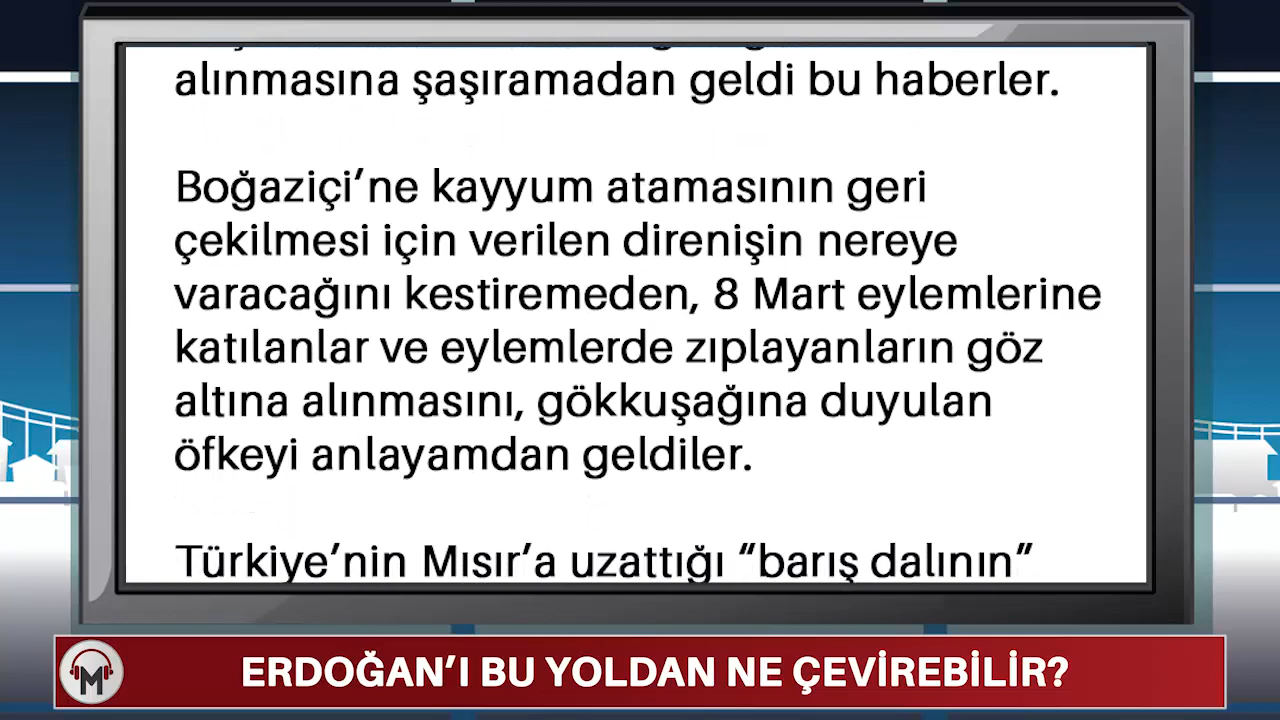 alınmasına şaşıramadan geldi bu haberler.
Boğaziçi’ne kayyum atamasının geri
çekilmesi için verilen direnişin nereye
varacağını kestiremeden, 8 Mart eylemlerine
katılanlar ve eylemlerde zıplayanların göz
altına alınmasını, gökkuşağına duyulan
öfkeyi anlayamdan geldiler.
Türkiye’nin Mısır’a uzattığı “barış dalının”
M
ERDOĞAN’I BU YOLDAN NE ÇEVİREBİLİR?